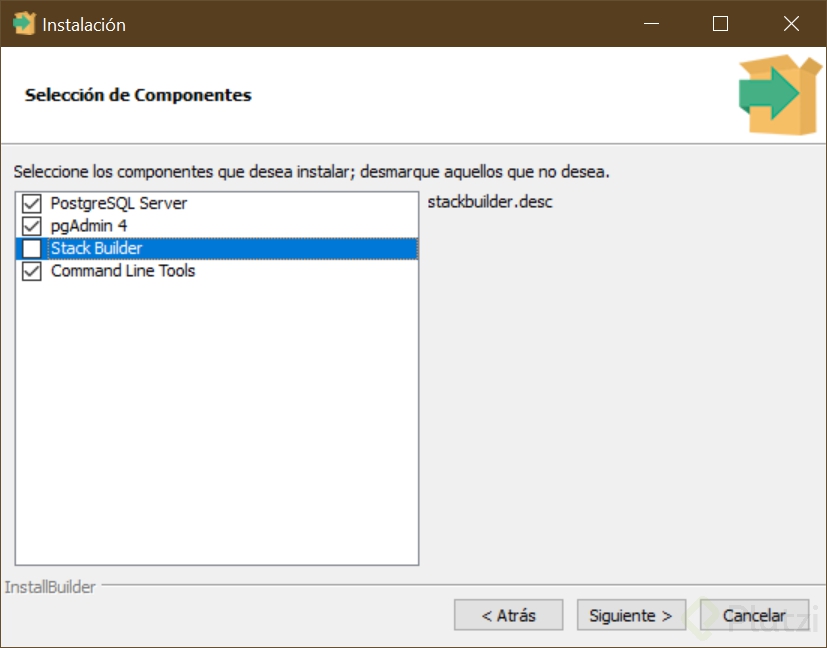 Instalación
Selección de Componentes
Seleccione los componentes que desea instalar; desmarque aquellos que no desea.
PostgreSQL Server
pgAdmin 4
Stack Builder
Command Line Tools
stackbuilder.desc
InstallBuilder
< Atrás
Siguiente >
Cancelar
Platzi